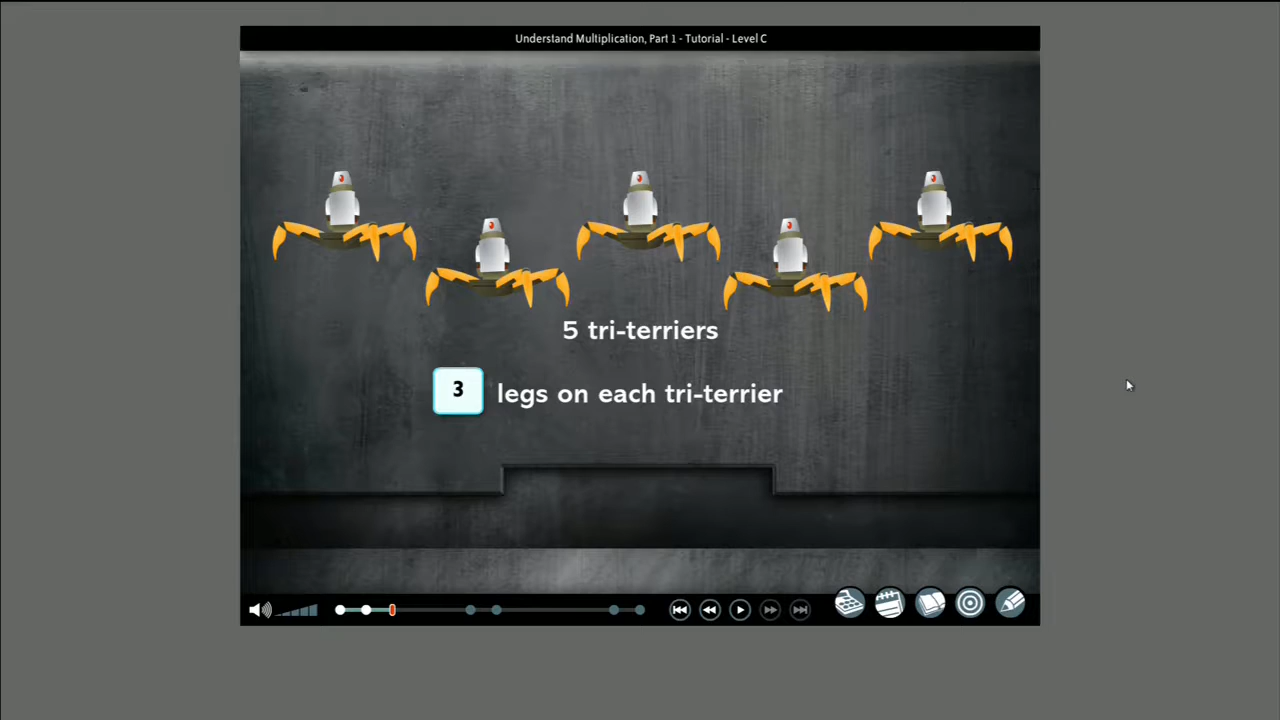 Understand Multiplication, Part 1 - Tutorial - Level C
5 tri-terriers
3 legs on each tri-terrier